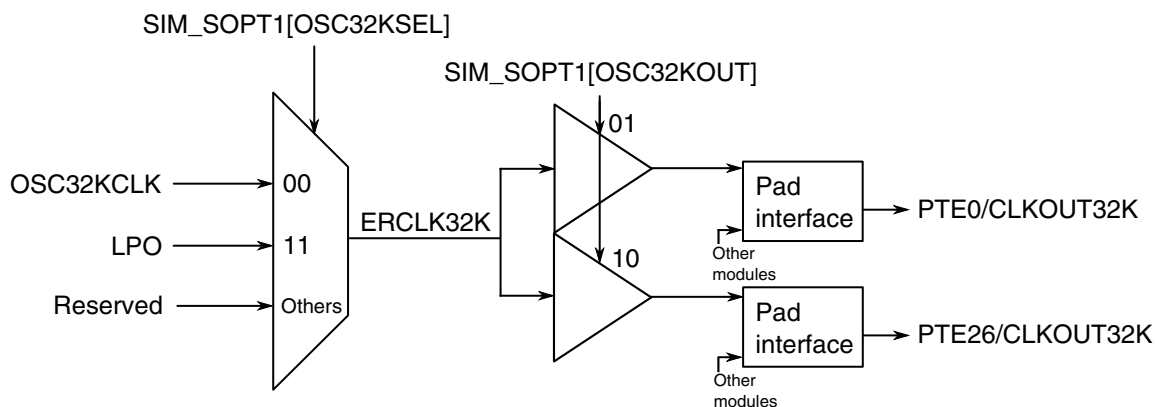 SIM_SOPT1[OSC32KSEL]
SIM_SOPT1[OSC32KOUT]
01
OSC32KCLK
00
Pad
interface
PTE0/CLKOUT32K
ERCLK32K
LPO
11
Other
modules
10
Reserved
Others
Pad
interface
PTE26/CLKOUT32K
Other
modules